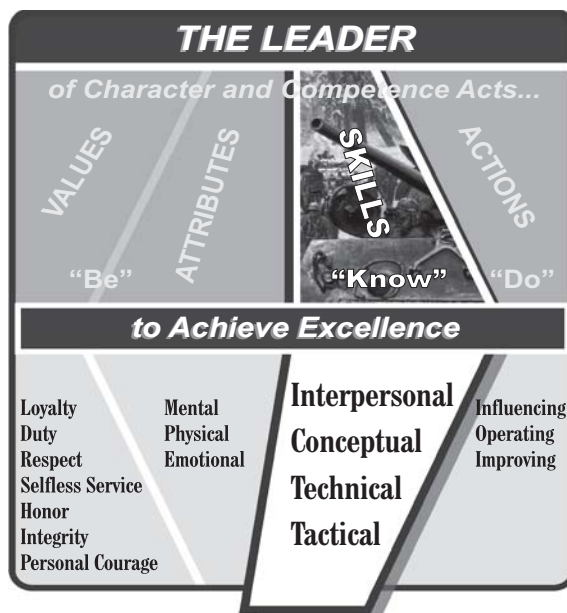 THE LEADER
of Character and Competence Acts...
VALUES
ATTRIBUTES
SKILLS
ACTIONS
“Be”
“Know”
“Do”
to Achieve Excellence
Loyalty
Duty
Respect
Selfless Service
Honor
Integrity
Personal Courage
Mental
Physical
Emotional
Interpersonal
Conceptual
Technical
Tactical
Influencing
Operating
Improving